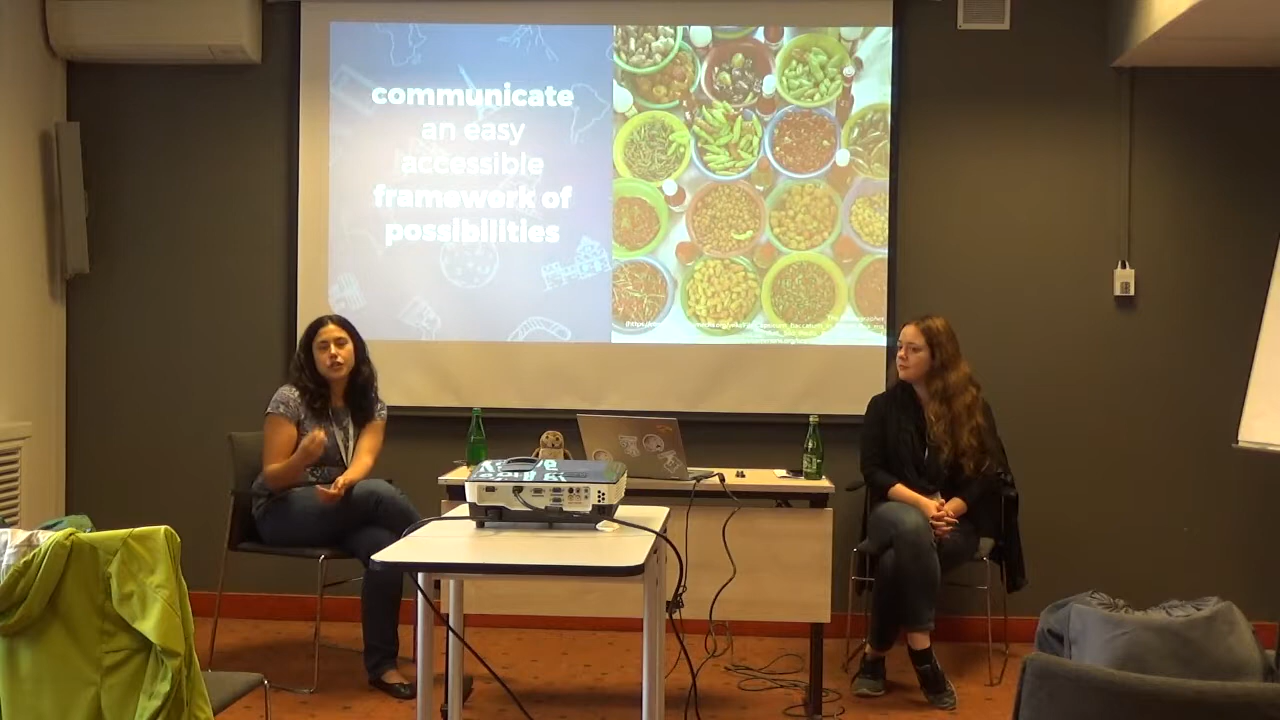 communicate
an easy
accessible
framework of
possibilities